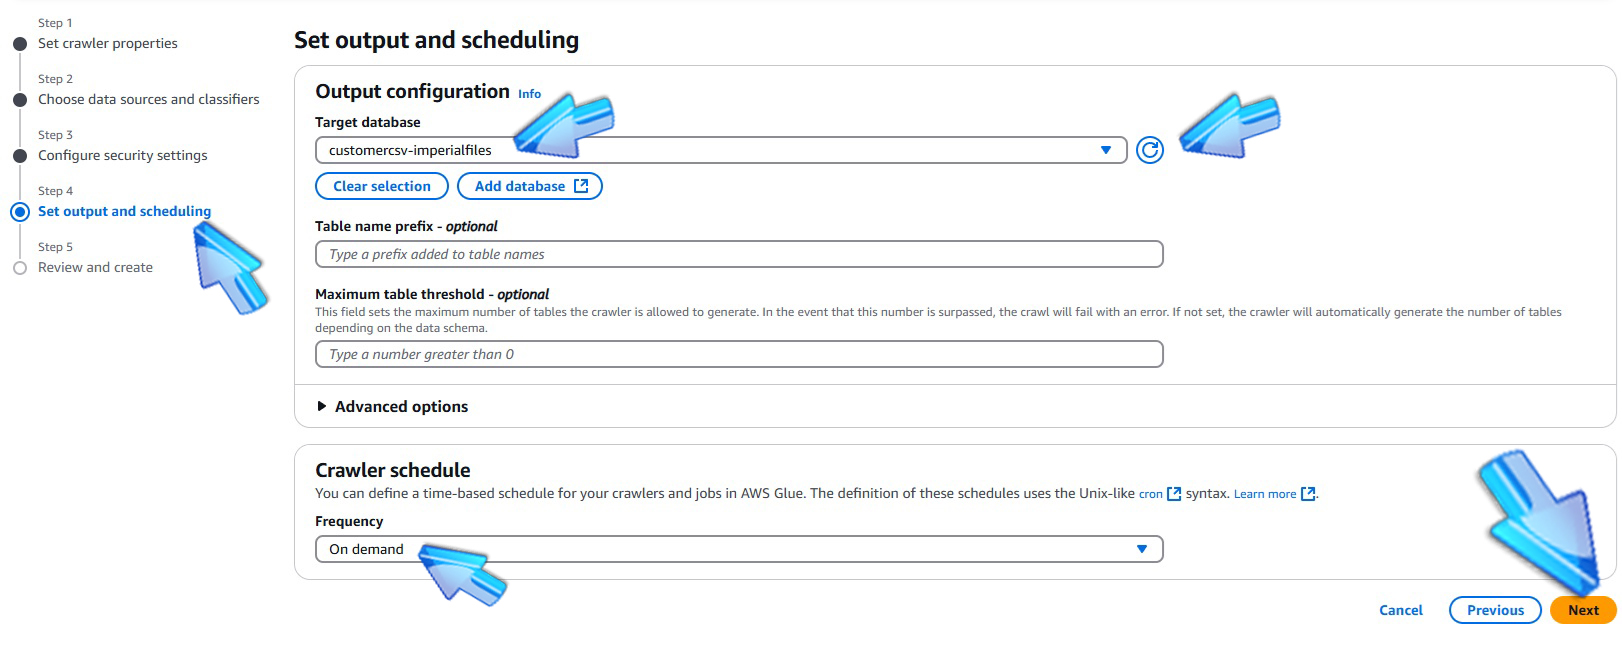 Step 1
Set crawler properties
Step 2
Choose data sources and classifiers
Step 3
Configure security settings
Step 4
Set output and scheduling
Step 5
Review and create
Set output and scheduling
Output configuration Info
Target database
customercsv-imperialfiles
Clear selection
Add database
Table name prefix - optional
Type a prefix added to table names
Maximum table threshold - optional
This field sets the maximum number of tables the crawler is allowed to generate. In the event that this number is surpassed, the crawl will fail with an error. If not set, the crawler will automatically generate the number of tables
depending on the data schema.
Type a number greater than 0
Advanced options
Crawler schedule
You can define a time-based schedule for your crawlers and jobs in AWS Glue. The definition of these schedules uses the Unix-like cron syntax. Learn more.
Frequency
On demand
Cancel
Previous
Next